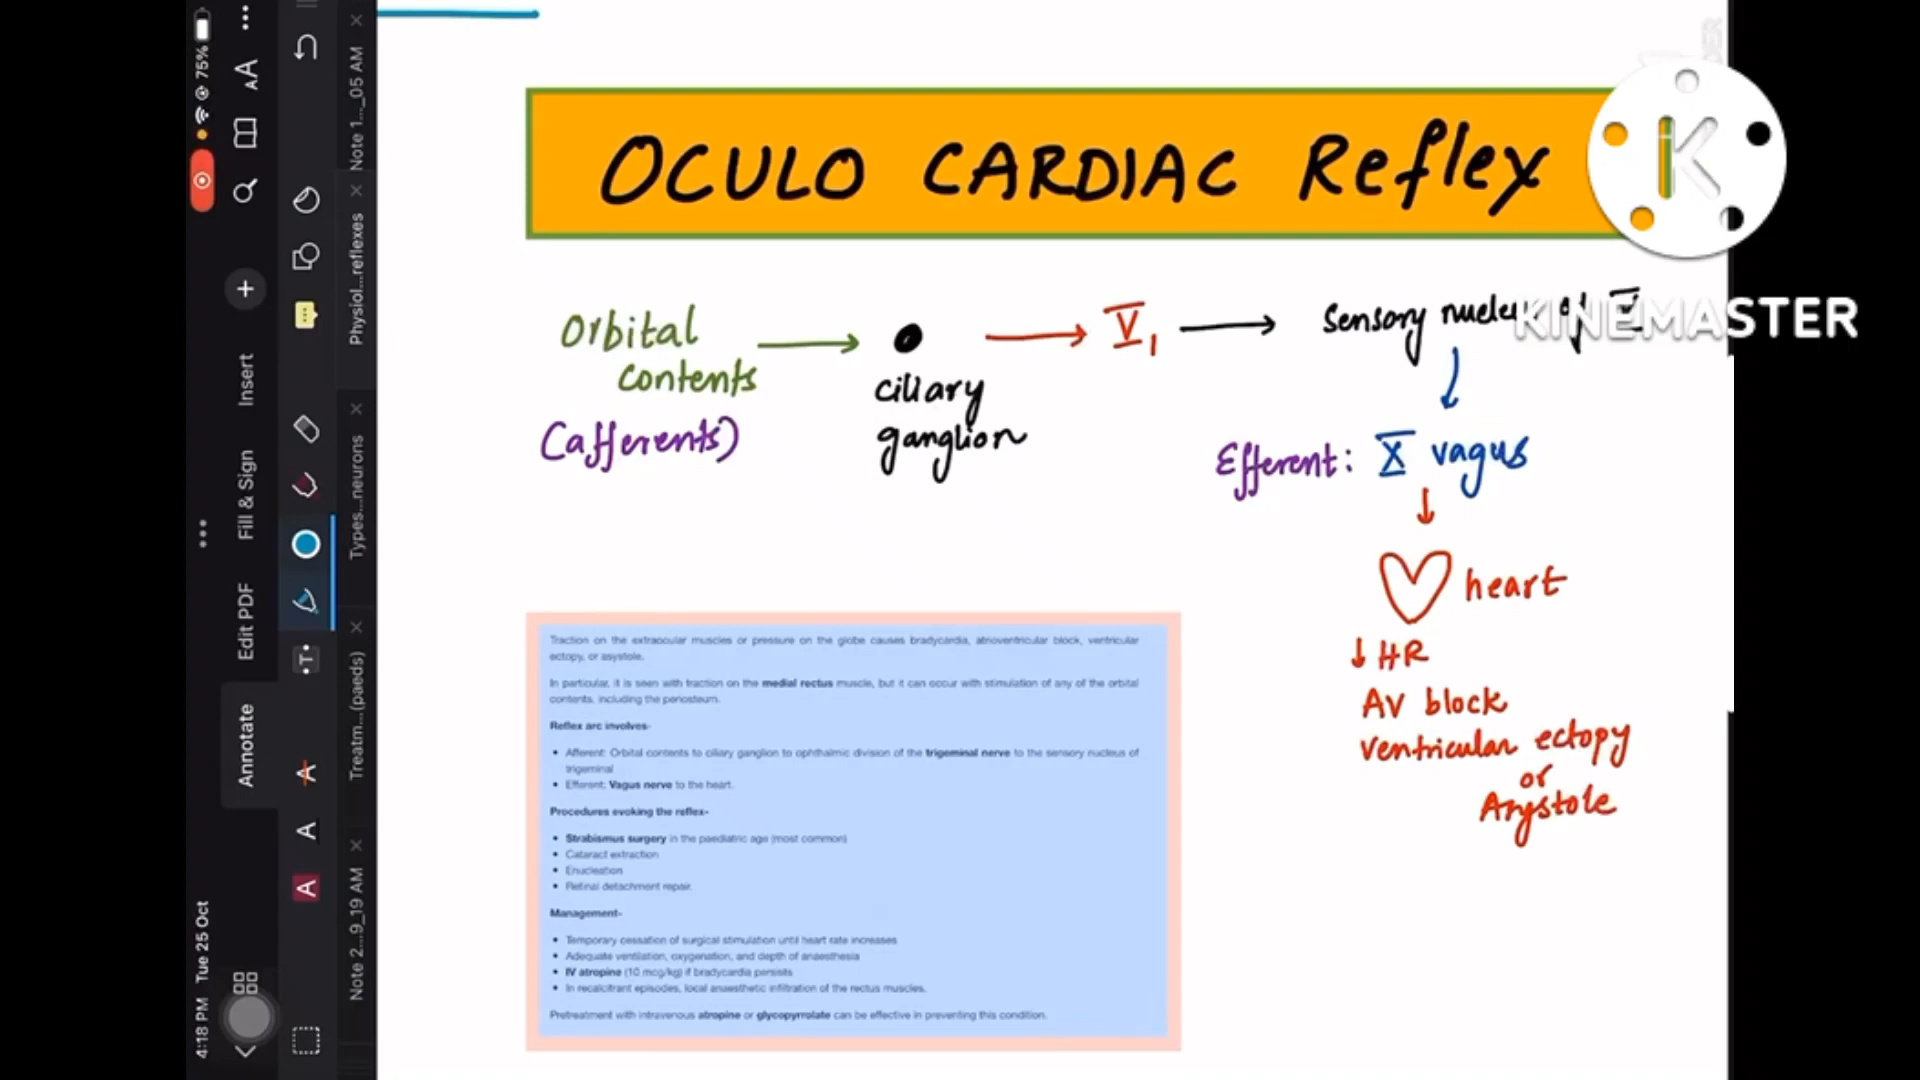 OCULO CARDIAC Reflex
KINEMASTER
Orbital contents
(afferents)
ciliary ganglion
V1
Sensory
Efferent: X vagus
heart
↓ HR
AV block
ventricular ectopy
or
Asystole
Traction on the extraocular muscles or pressure on the globe causes bradycardia, atrioventricular block, ventricular
ectopy, or asystole.
In particular, it is seen with traction on the medial rectus muscle, but it can occur with stimulation of any of the orbital
contents, including the periosteum.
Reflex arc involves-
• Afferent: Orbital contents to ciliary ganglion to ophthalmic division of the trigeminal nerve to the sensory nucleus of
trigeminal
• Efferent: Vagus nerve to the heart.
Procedures evoking the reflex-
• Strabismus surgery in the paediatric age (most common)
• Cataract extraction
• Enucleation
• Retinal detachment repair.
Management-
• Temporary cessation of surgical stimulation until heart rate increases
• Adequate ventilation, oxygenation, and depth of anaesthesia
• IV atropine (10 mcg/kg) if bradycardia persists
• In recalcitrant episodes, local anaesthetic infiltration of the rectus muscles.
Pretreatment with intravenous atropine or glycopyrrolate can be effective in preventing this condition.
4:18 PM Tue 25 Oct
75%
Annotate
Edit PDF
Fill & Sign
Insert
Note 2...9_19 AM
Treatm...(paeds)
Types...neurons
Physiol...reflexes
Note 1..._05 AM